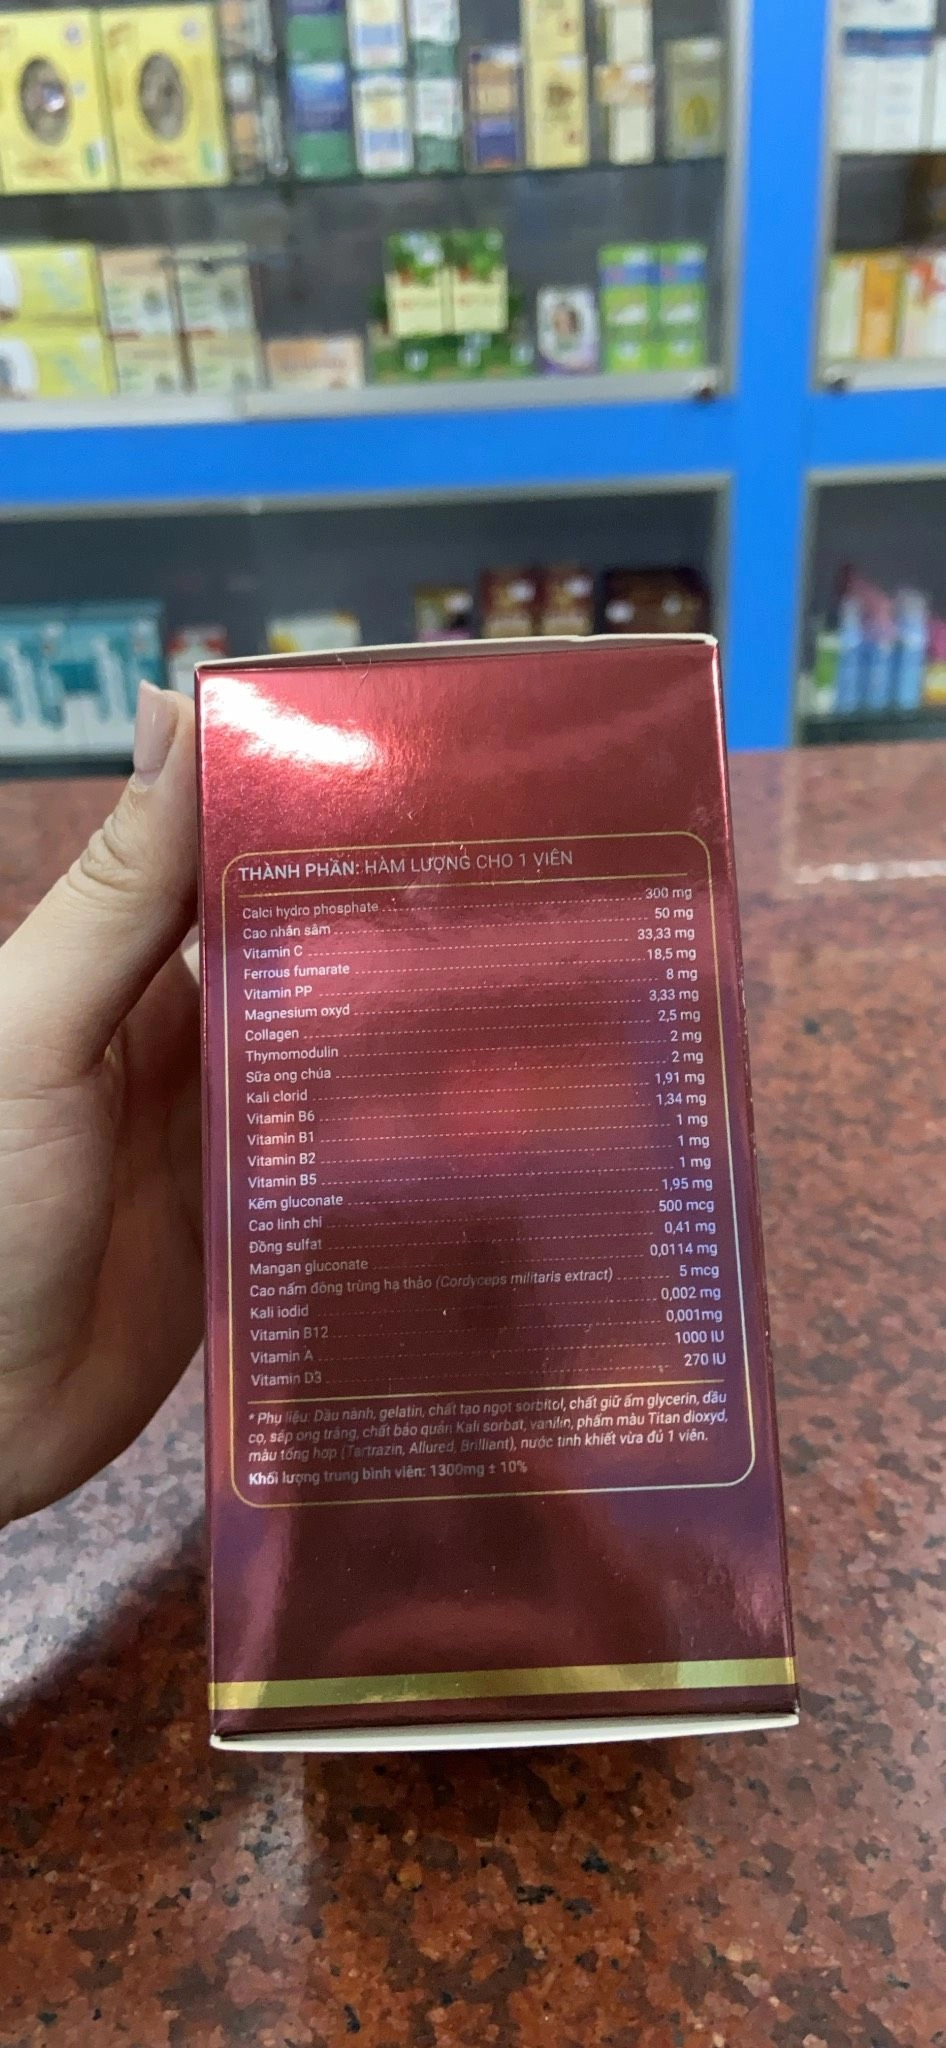 THÀNH PHẦN: HÀM LƯỢNG CHO 1 VIÊN
Calci hydro phosphate 300 mg
Cao nhân sâm 50 mg
Vitamin C 33,33 mg
Ferrous fumarate 18,5 mg
Vitamin PP 8 mg
Magnesium oxyd 3,33 mg
Collagen 2,5 mg
Thymomodulin 2 mg
Sữa ong chúa 2 mg
Kali clorid 1,91 mg
Vitamin B6 1,34 mg
Vitamin B1 1 mg
Vitamin B2 1 mg
Vitamin B5 1 mg
Kẽm gluconate 1,95 mg
Cao linh chi 500 mcg
Đồng sulfat 0,41 mg
Mangan gluconate 0,0114 mg
Cao nấm đông trùng hạ thảo (Cordyceps militaris extract) 5 mcg
Kali iodid 0,002 mg
Vitamin B12 0,001mg
Vitamin A 1000 IU
Vitamin D3 270 IU
* Phụ liệu: Dầu nành, gelatin, chất tạo ngọt sorbitol, chất giữ ẩm glycerin, dầu
cọ, sáp ong trắng, chất bảo quản Kali sorbat, vanilin, phẩm màu Titan dioxyd,
màu tổng hợp (Tartrazin, Allured, Brilliant), nước tinh khiết vừa đủ 1 viên.
Khối lượng trung bình viên: 1300mg ± 10%